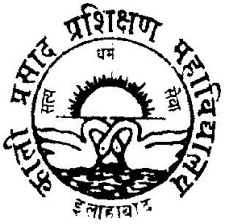 काली प्रसाद प्रशिक्षण महाविद्यालय
धर्म
सत्य
सेवा
इलाहाबाद